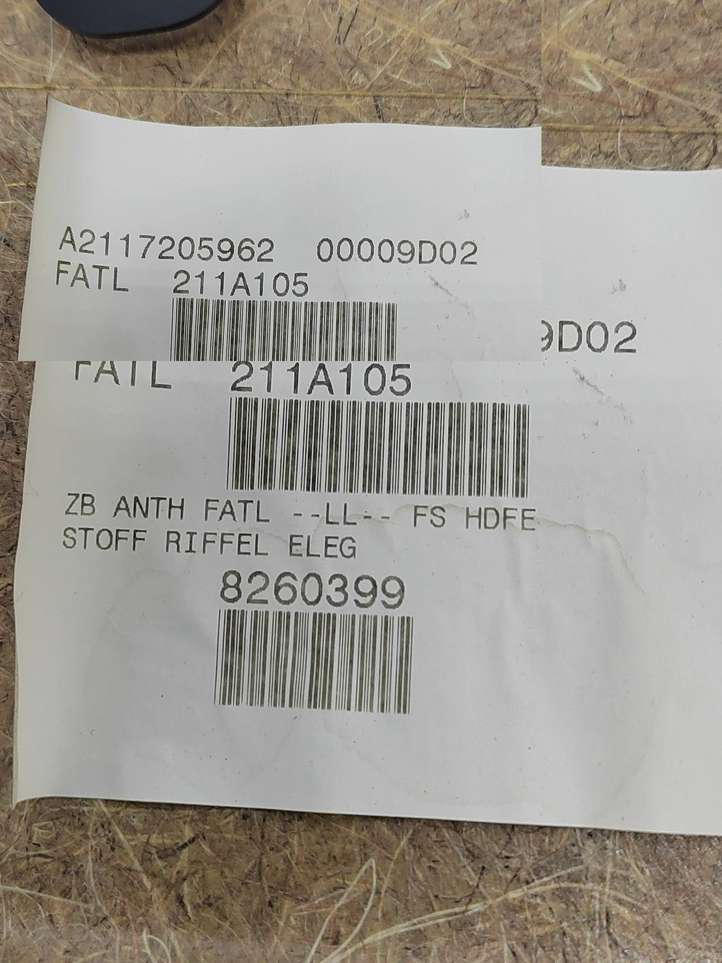 A2117205962 00009D02
FATL 211A105
9D02
FATL 211A105
ZB ANTH FATL --LL-- FS HDFE
STOFF RIFFEL ELEG
8260399